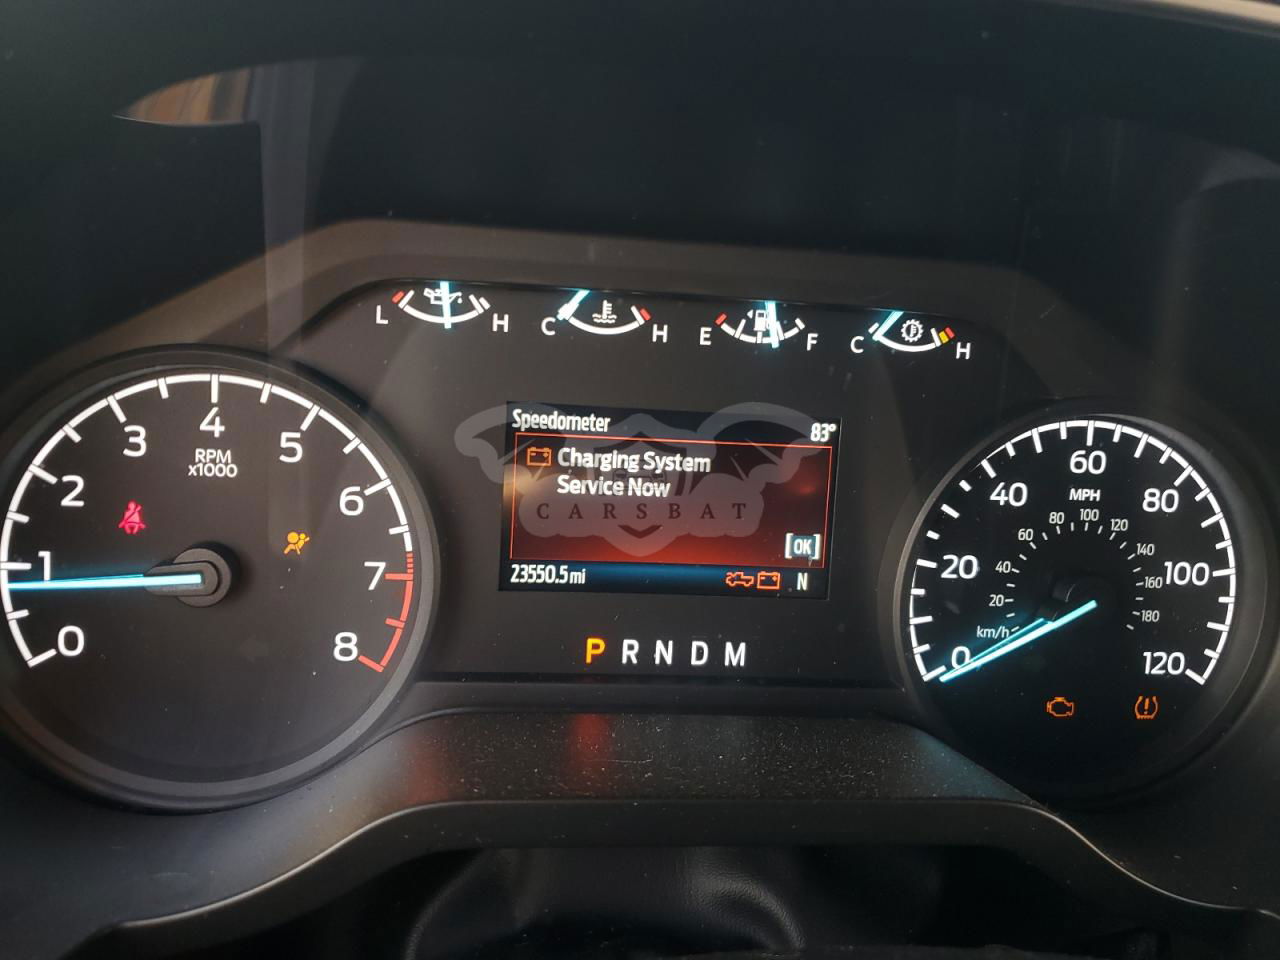 L H C H E F C H
Speedometer 83°
Charging System
Service Now
CARSBAT
[OK]
23550.5 mi N
P R N D M
0 1 2 3 4 5 6 7 8
RPM
x1000
0 20 40 60 80 100 120
MPH
20 40 60 80 100 120 140 160 180
km/h